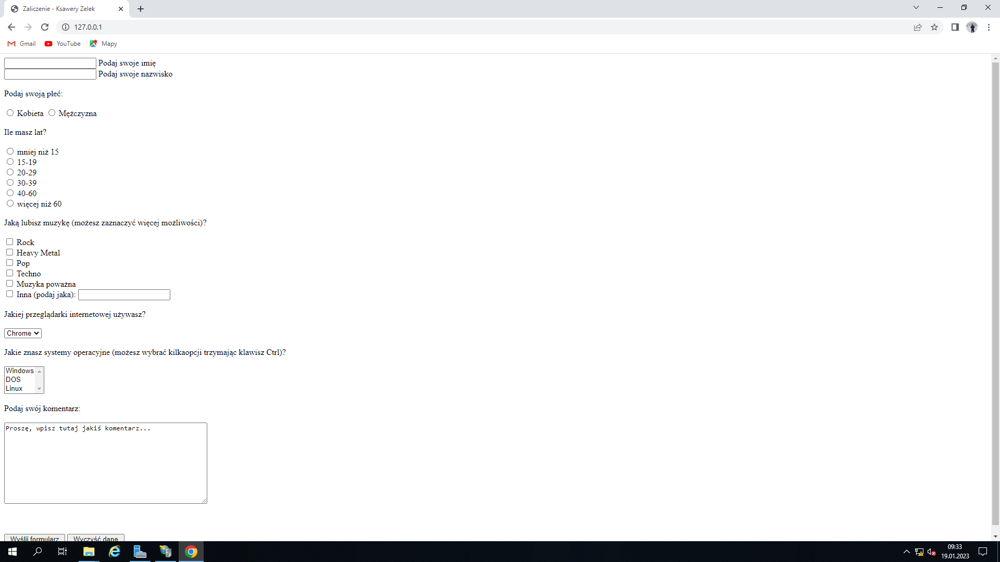 Zaliczenie - Ksawery Zelek
127.0.0.1
Gmail YouTube Mapy
Podaj swoje imię
Podaj swoje nazwisko
Podaj swoją płeć:
Kobieta Mężczyzna
Ile masz lat?
mniej niż 15
15-19
20-29
30-39
40-60
więcej niż 60
Jaką lubisz muzykę (możesz zaznaczyć więcej możliwości)?
Rock
Heavy Metal
Pop
Techno
Muzyka poważna
Inna (podaj jaka):
Jakiej przeglądarki internetowej używasz?
Chrome
Jakie znasz systemy operacyjne (możesz wybrać kilkaopcji trzymając klawisz Ctrl)?
Windows
DOS
Linux
Podaj swój komentarz:
Proszę, wpisz tutaj jakiś komentarz...
Wyślij formularz Wyczyść dane
09:33
19.01.2023